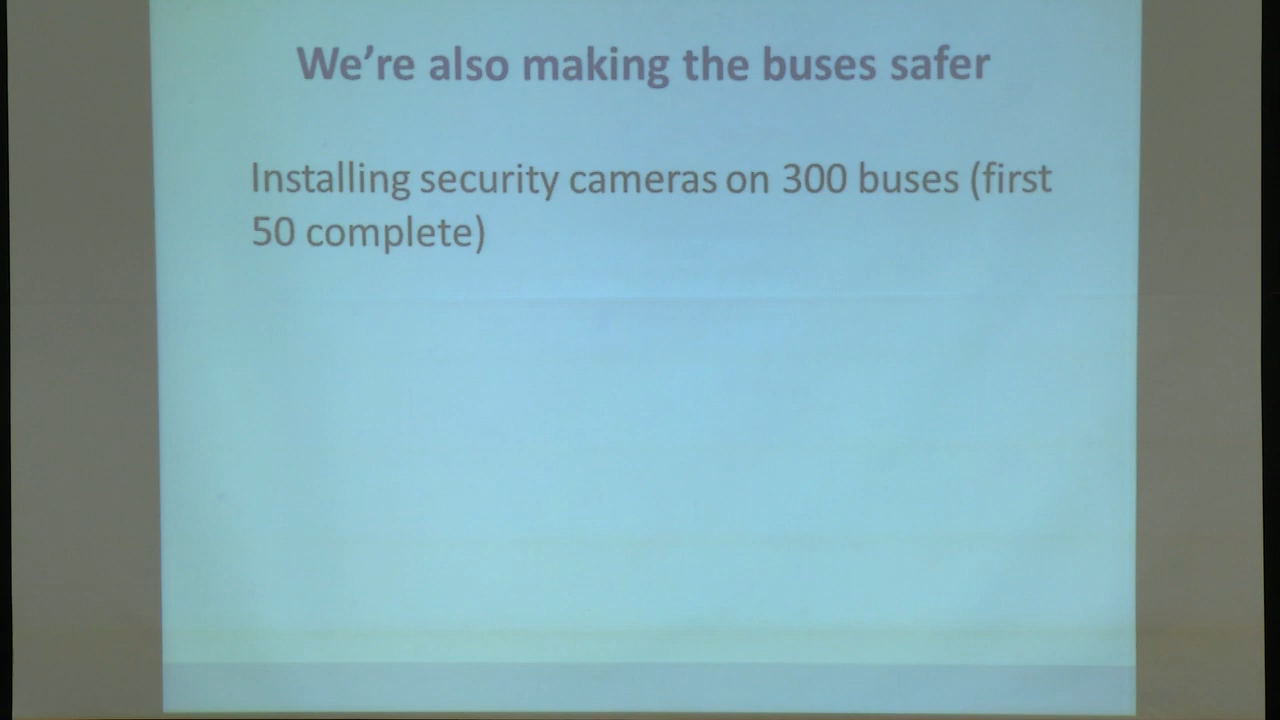 We’re also making the buses safer
Installing security cameras on 300 buses (first
50 complete)